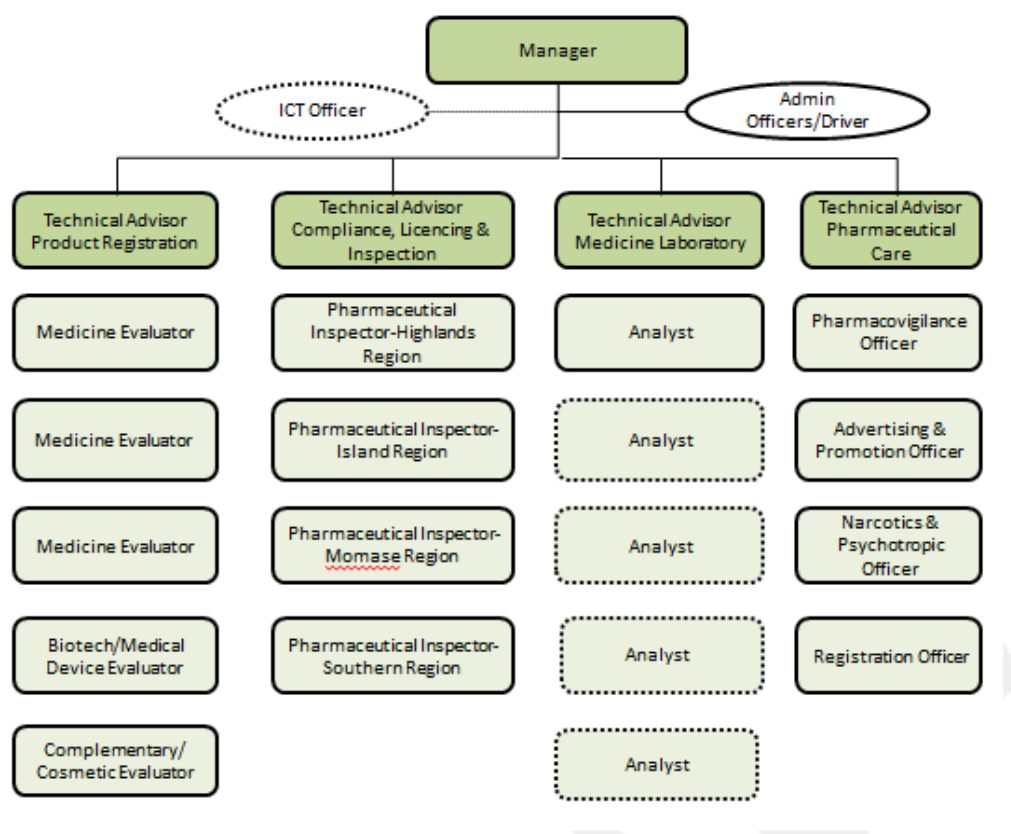 Manager
ICT Officer
Admin
Officers/Driver
Technical Advisor
Product Registration
Technical Advisor
Compliance, Licencing &
Inspection
Technical Advisor
Medicine Laboratory
Technical Advisor
Pharmaceutical
Care
Medicine Evaluator
Pharmaceutical
Inspector-Highlands
Region
Analyst
Pharmacovigilance
Officer
Medicine Evaluator
Pharmaceutical Inspector-
Island Region
Analyst
Advertising &
Promotion Officer
Medicine Evaluator
Pharmaceutical Inspector-
Momase Region
Analyst
Narcotics &
Psychotropic
Officer
Biotech/Medical
Device Evaluator
Pharmaceutical Inspector-
Southern Region
Analyst
Registration Officer
Complementary/
Cosmetic Evaluator
Analyst